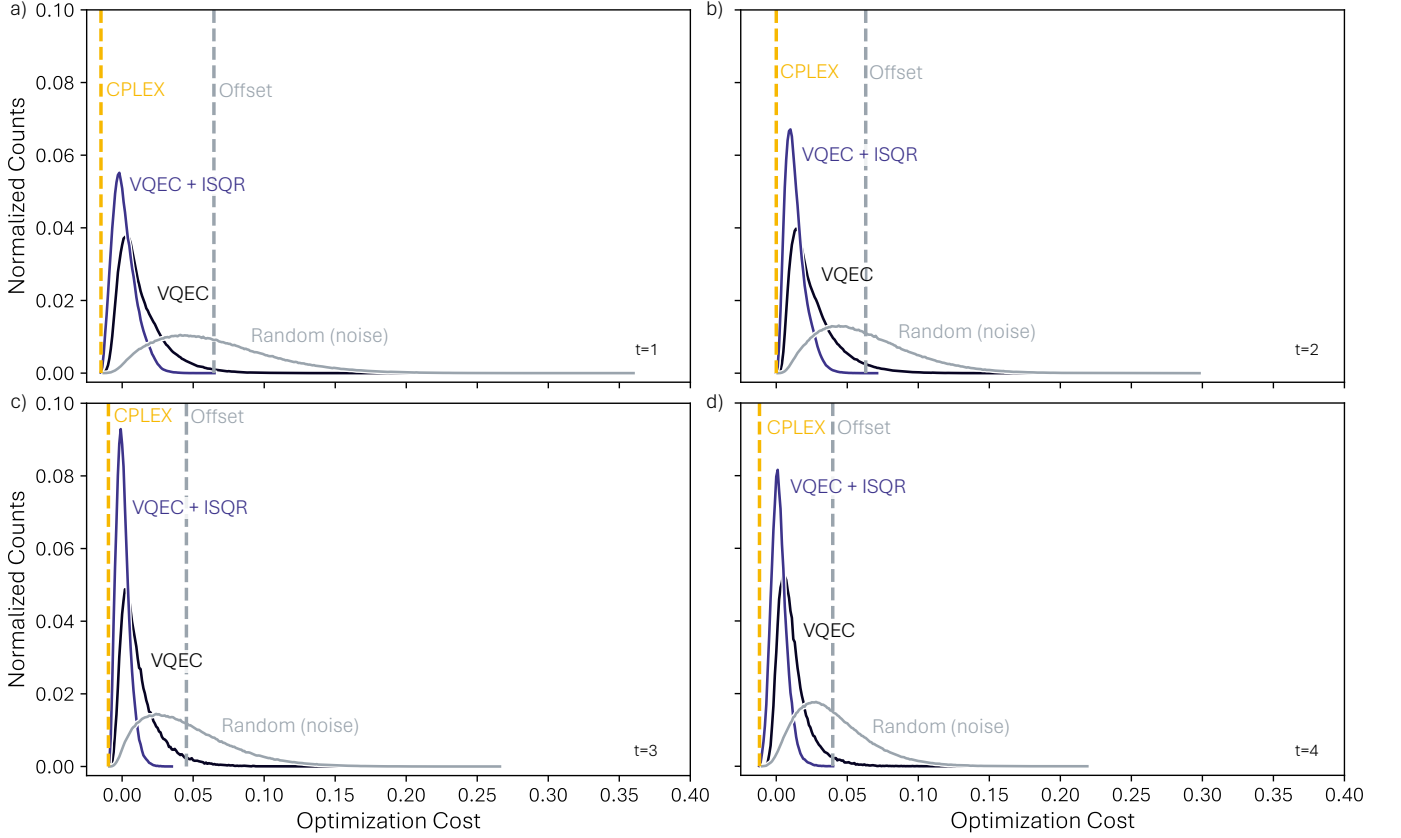 a)
0.10
0.08
0.06
0.04
0.02
0.00
Normalized Counts
CPLEX
Offset
VQEC + ISQR
VQEC
Random (noise)
t=1
b)
CPLEX
Offset
VQEC + ISQR
VQEC
Random (noise)
t=2
c)
0.10
0.08
0.06
0.04
0.02
0.00
Normalized Counts
CPLEX
Offset
VQEC + ISQR
VQEC
Random (noise)
t=3
0.00 0.05 0.10 0.15 0.20 0.25 0.30 0.35 0.40
Optimization Cost
d)
CPLEX
Offset
VQEC + ISQR
VQEC
Random (noise)
t=4
0.00 0.05 0.10 0.15 0.20 0.25 0.30 0.35 0.40
Optimization Cost